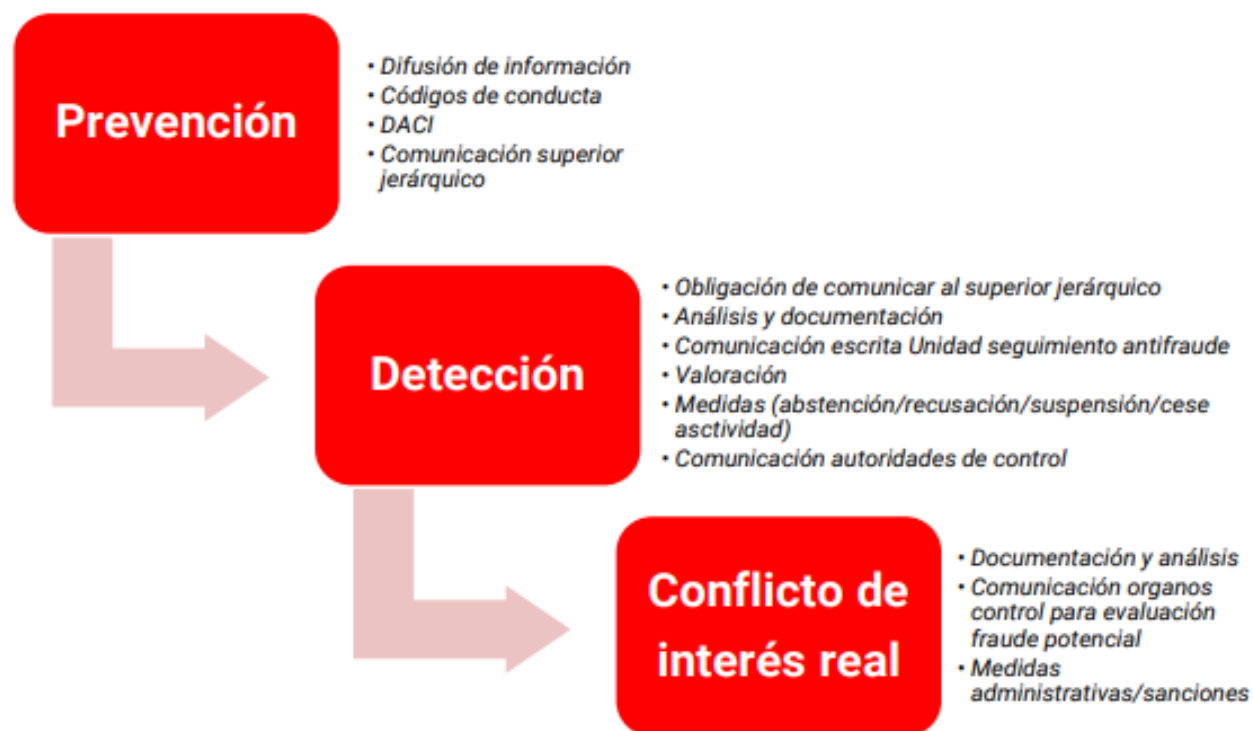 Prevención
• Difusión de información
• Códigos de conducta
• DACI
• Comunicación superior
jerárquico
Detección
• Obligación de comunicar al superior jerárquico
• Análisis y documentación
• Comunicación escrita Unidad seguimiento antifraude
• Valoración
• Medidas (abstención/recusación/suspensión/cese
asctividad)
• Comunicación autoridades de control
Conflicto de
interés real
• Documentación y análisis
• Comunicación organos
control para evaluación
fraude potencial
• Medidas
administrativas/sanciones